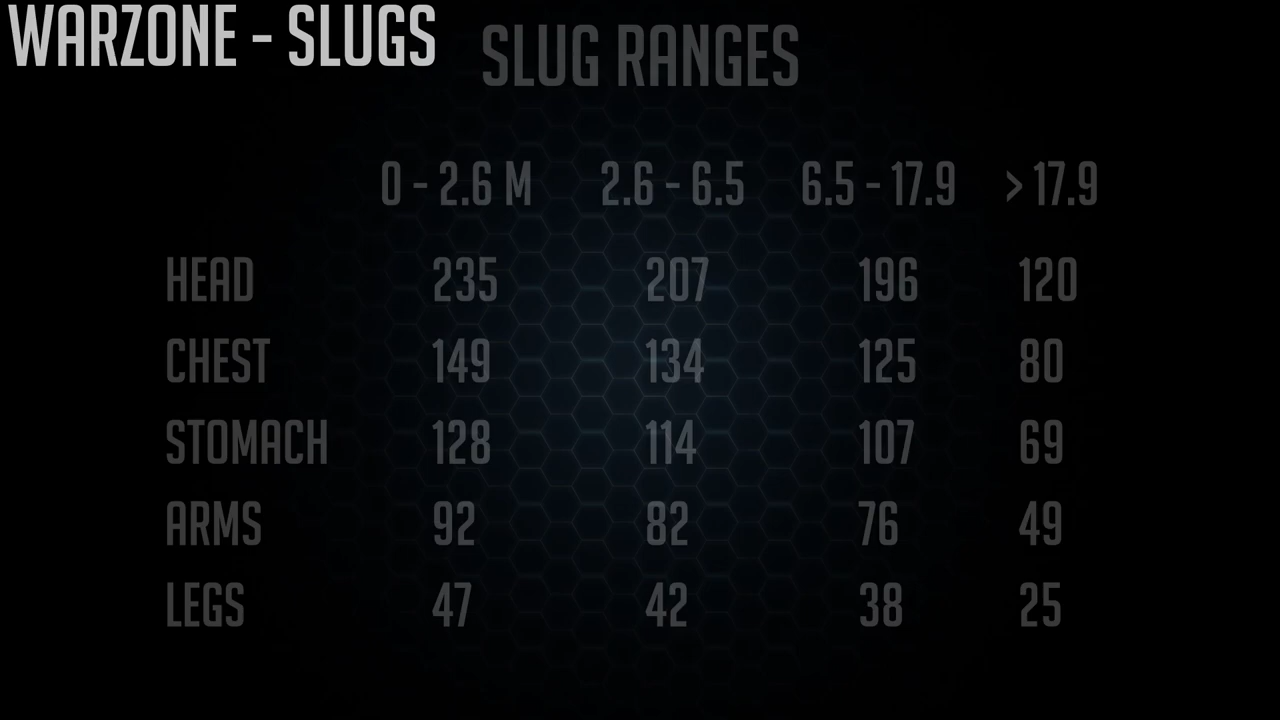 WARZONE - SLUGS
SLUG RANGES
0 - 2.6 M 2.6 - 6.5 6.5 - 17.9 > 17.9
HEAD 235 207 196 120
CHEST 149 134 125 80
STOMACH 128 114 107 69
ARMS 92 82 76 49
LEGS 47 42 38 25